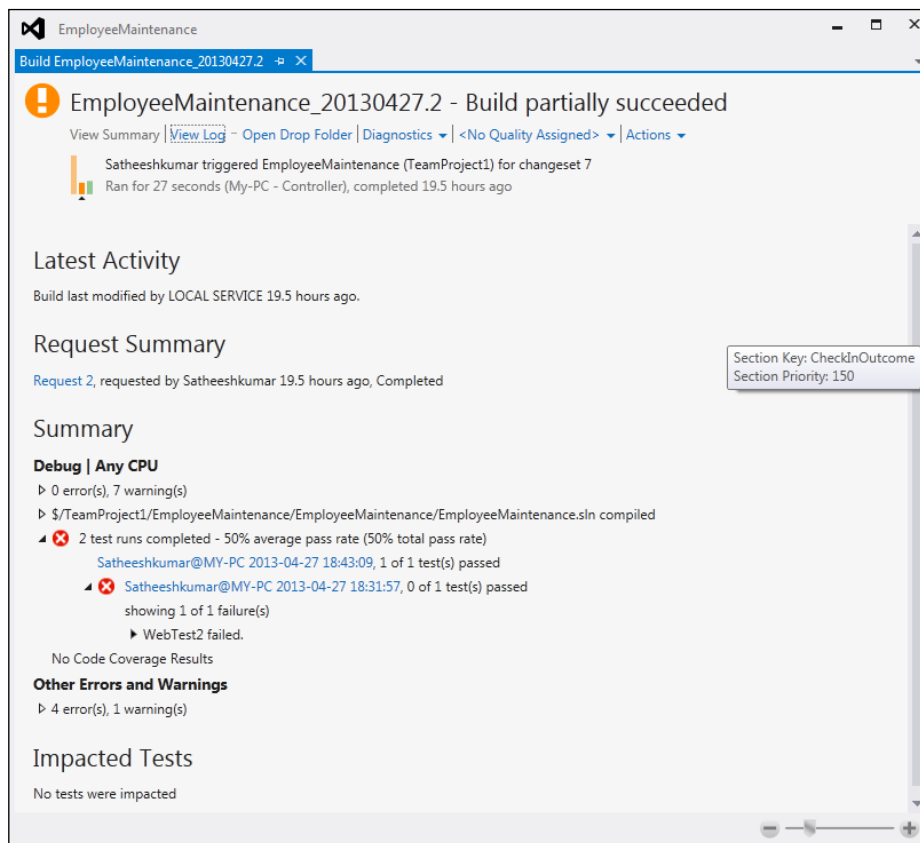 EmployeeMaintenance
Build EmployeeMaintenance_20130427.2
EmployeeMaintenance_20130427.2 - Build partially succeeded
View Summary | View Log - Open Drop Folder | Diagnostics | <No Quality Assigned> | Actions
Satheeshkumar triggered EmployeeMaintenance (TeamProject1) for changeset 7
Ran for 27 seconds (My-PC - Controller), completed 19.5 hours ago
Latest Activity
Build last modified by LOCAL SERVICE 19.5 hours ago.
Request Summary
Request 2, requested by Satheeshkumar 19.5 hours ago, Completed
Section Key: CheckInOutcome
Section Priority: 150
Summary
Debug | Any CPU
0 error(s), 7 warning(s)
$/TeamProject1/EmployeeMaintenance/EmployeeMaintenance/EmployeeMaintenance.sln compiled
2 test runs completed - 50% average pass rate (50% total pass rate)
Satheeshkumar@MY-PC 2013-04-27 18:43:09, 1 of 1 test(s) passed
Satheeshkumar@MY-PC 2013-04-27 18:31:57, 0 of 1 test(s) passed
showing 1 of 1 failure(s)
WebTest2 failed.
No Code Coverage Results
Other Errors and Warnings
4 error(s), 1 warning(s)
Impacted Tests
No tests were impacted